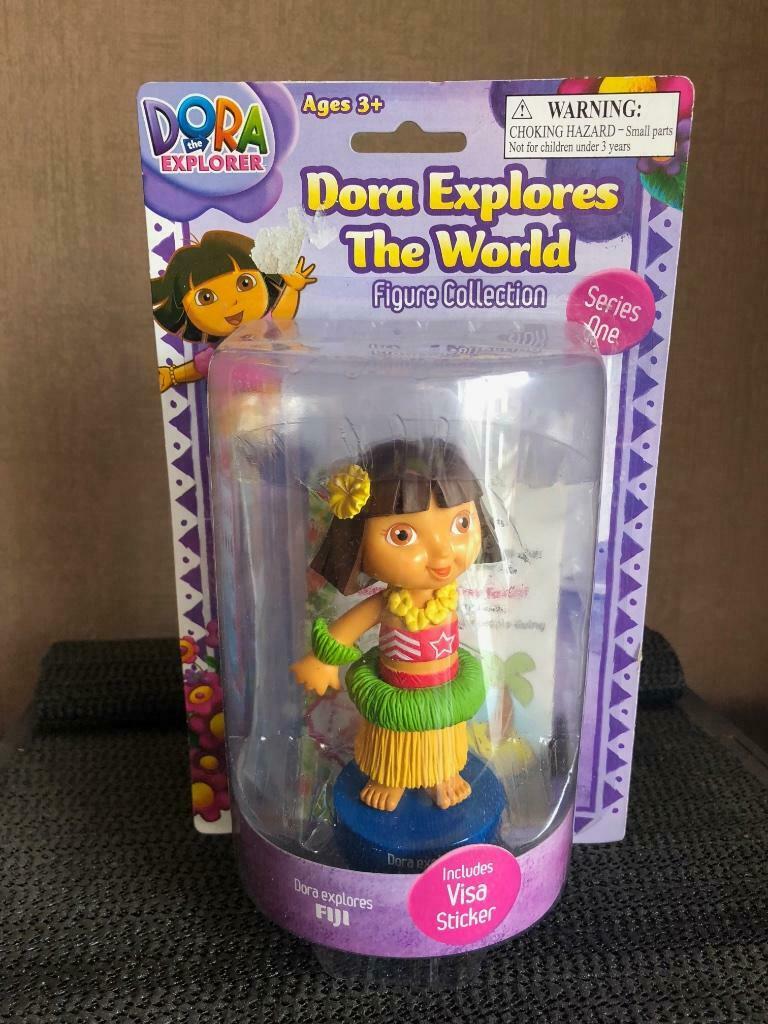 DORA
the
EXPLORER
Ages 3+
WARNING:
CHOKING HAZARD - Small parts
Not for children under 3 years
Dora Explores
The World
Figure Collection
Series
One
Dora
Dora explores
FIJI
Includes
Visa
Sticker